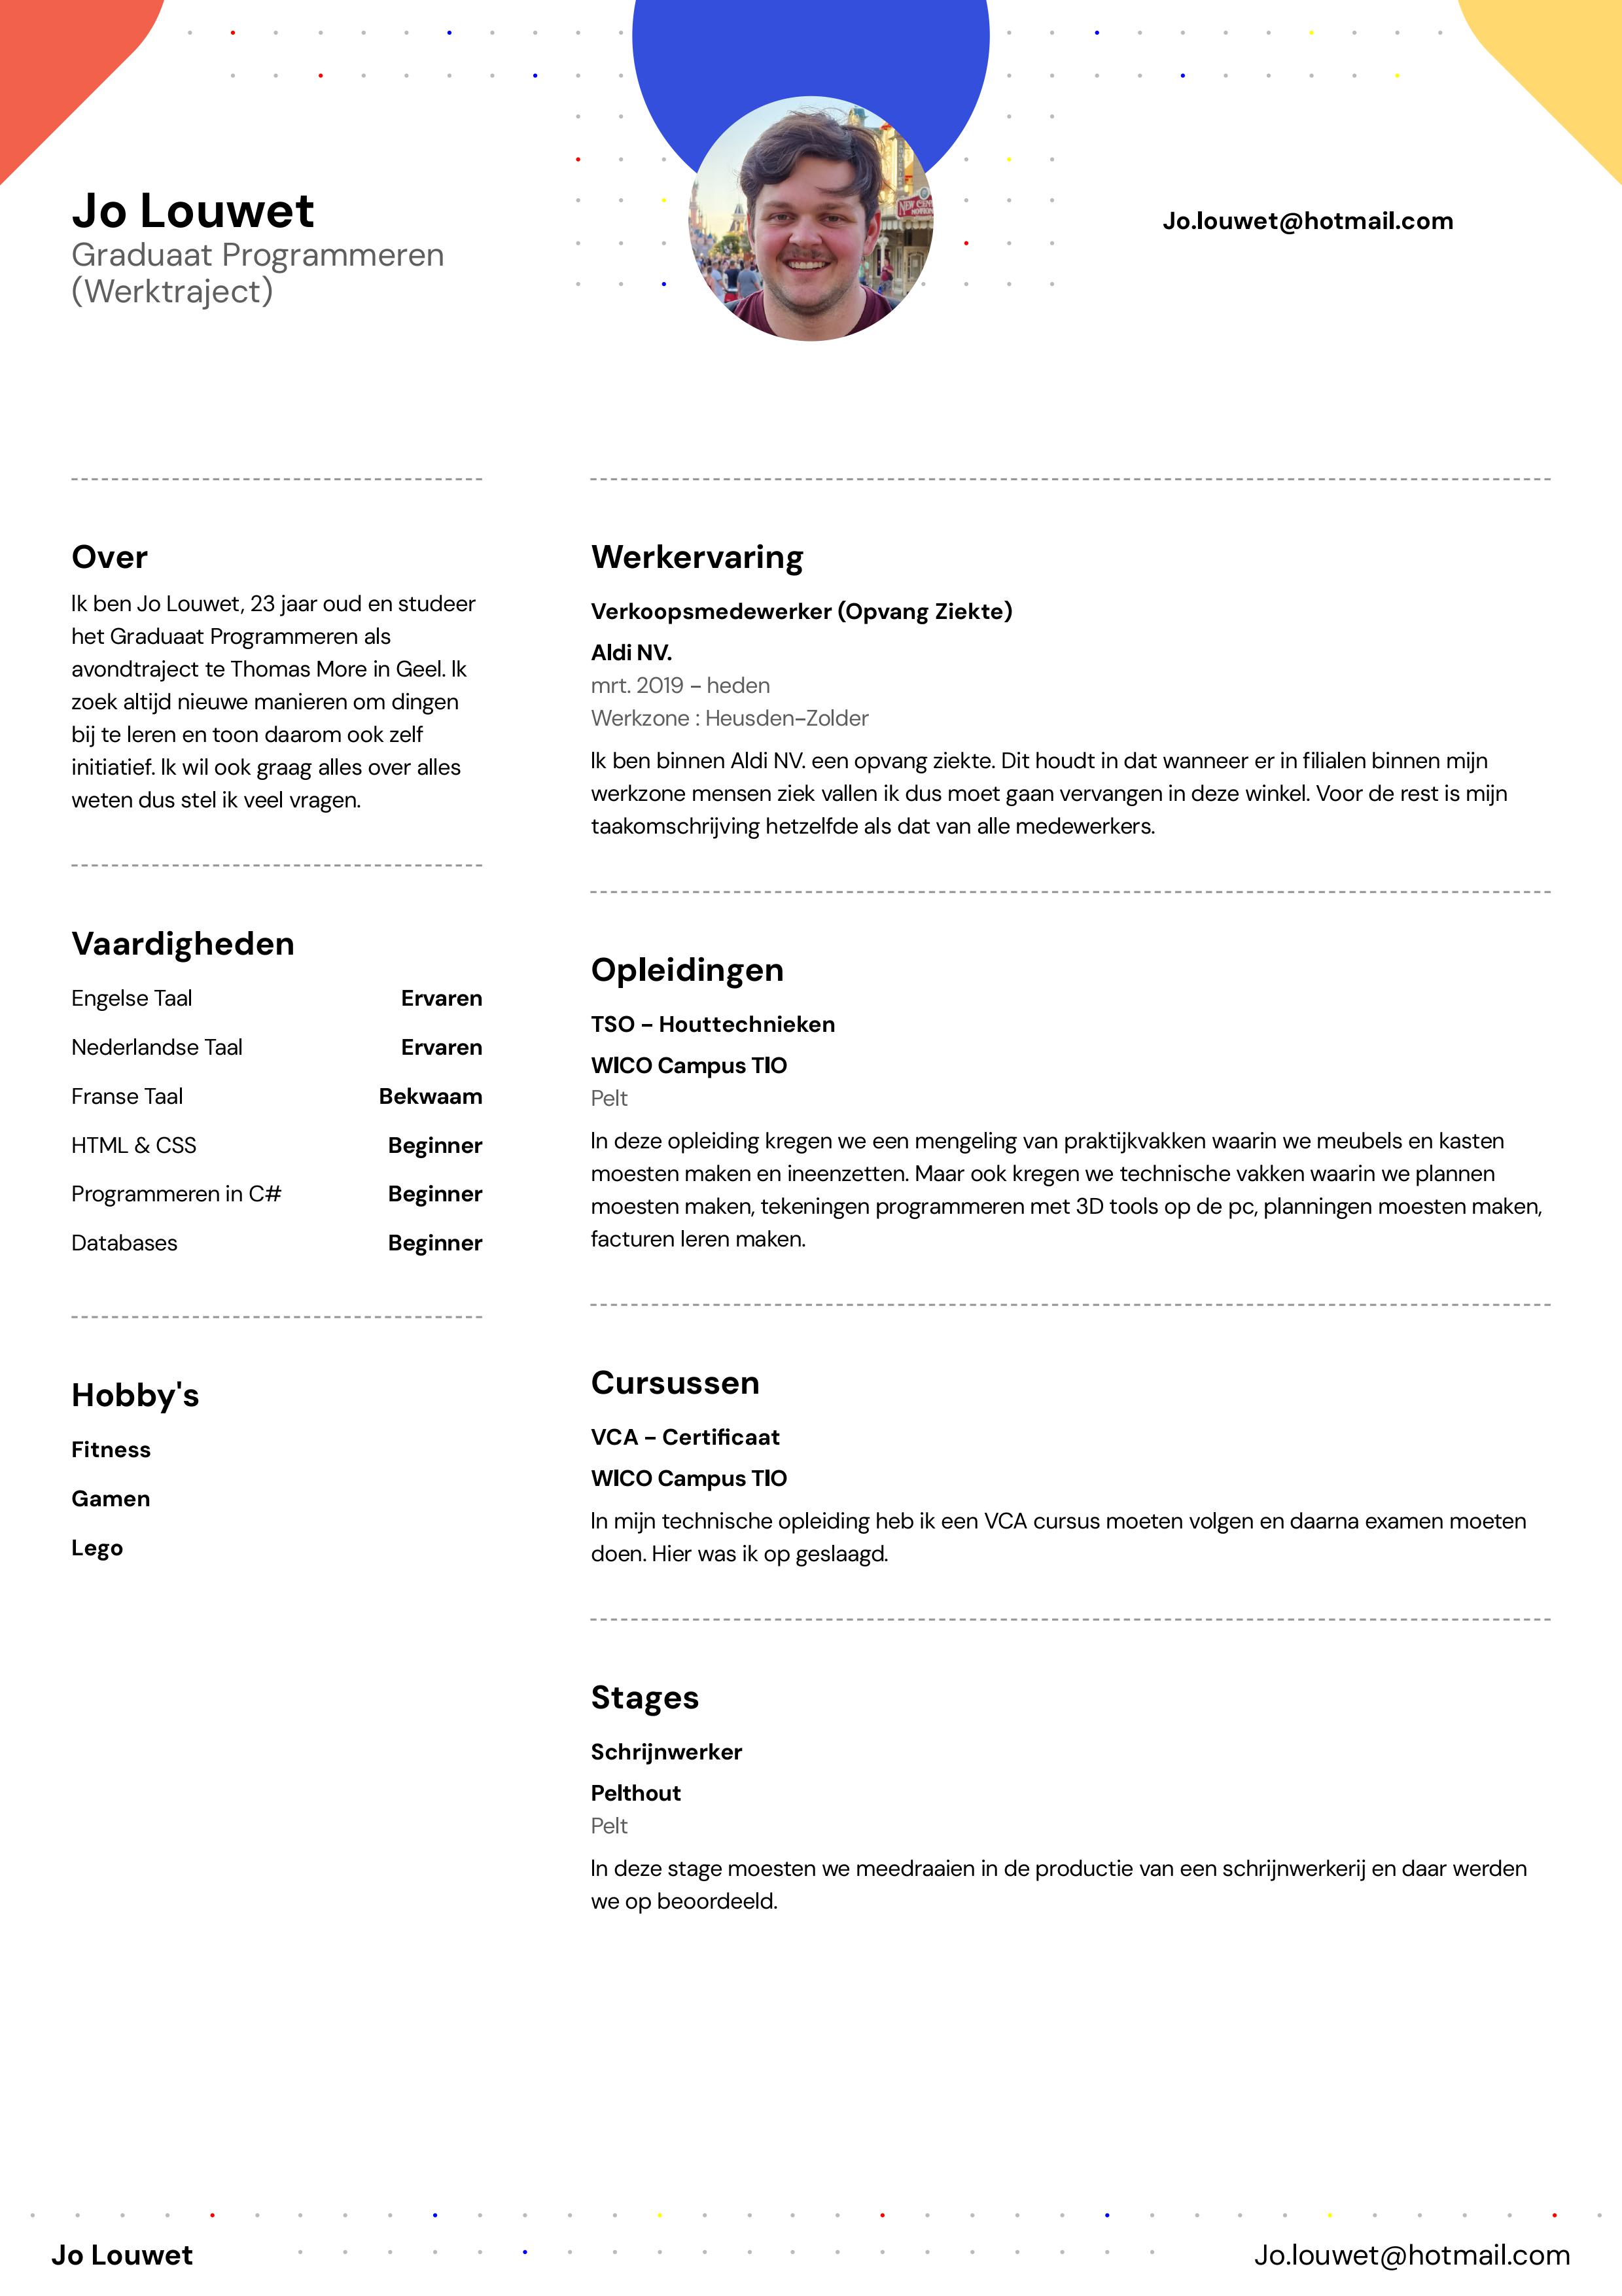 Jo Louwet
Graduaat Programmeren
(Werktraject)
Jo.louwet@hotmail.com
Over
Ik ben Jo Louwet, 23 jaar oud en studeer
het Graduaat Programmeren als
avondtraject te Thomas More in Geel. Ik
zoek altijd nieuwe manieren om dingen
bij te leren en toon daarom ook zelf
initiatief. Ik wil ook graag alles over alles
weten dus stel ik veel vragen.
Vaardigheden
Engelse Taal Ervaren
Nederlandse Taal Ervaren
Franse Taal Bekwaam
HTML & CSS Beginner
Programmeren in C# Beginner
Databases Beginner
Hobby's
Fitness
Gamen
Lego
Werkervaring
Verkoopsmedewerker (Opvang Ziekte)
Aldi NV.
mrt. 2019 – heden
Werkzone : Heusden–Zolder
Ik ben binnen Aldi NV. een opvang ziekte. Dit houdt in dat wanneer er in filialen binnen mijn
werkzone mensen ziek vallen ik dus moet gaan vervangen in deze winkel. Voor de rest is mijn
taakomschrijving hetzelfde als dat van alle medewerkers.
Opleidingen
TSO – Houttechnieken
WICO Campus TIO
Pelt
In deze opleiding kregen we een mengeling van praktijkvakken waarin we meubels en kasten
moesten maken en ineenzetten. Maar ook kregen we technische vakken waarin we plannen
moesten maken, tekeningen programmeren met 3D tools op de pc, planningen moesten maken,
facturen leren maken.
Cursussen
VCA – Certificaat
WICO Campus TIO
In mijn technische opleiding heb ik een VCA cursus moeten volgen en daarna examen moeten
doen. Hier was ik op geslaagd.
Stages
Schrijnwerker
Pelthout
Pelt
In deze stage moesten we meedraaien in de productie van een schrijnwerkerij en daar werden
we op beoordeeld.
Jo Louwet
Jo.louwet@hotmail.com